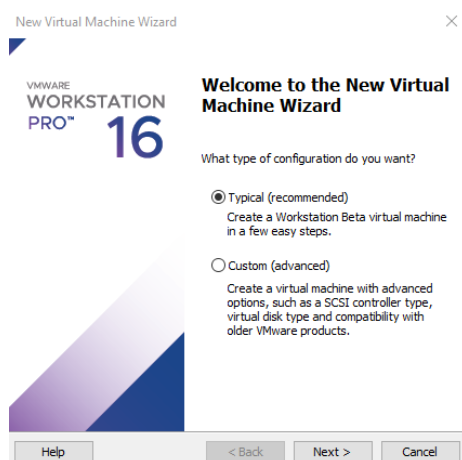 New Virtual Machine Wizard
VMWARE
WORKSTATION
PRO™ 16
Welcome to the New Virtual
Machine Wizard
What type of configuration do you want?
Typical (recommended)
Create a Workstation Beta virtual machine
in a few easy steps.
Custom (advanced)
Create a virtual machine with advanced
options, such as a SCSI controller type,
virtual disk type and compatibility with
older VMware products.
Help
< Back
Next >
Cancel